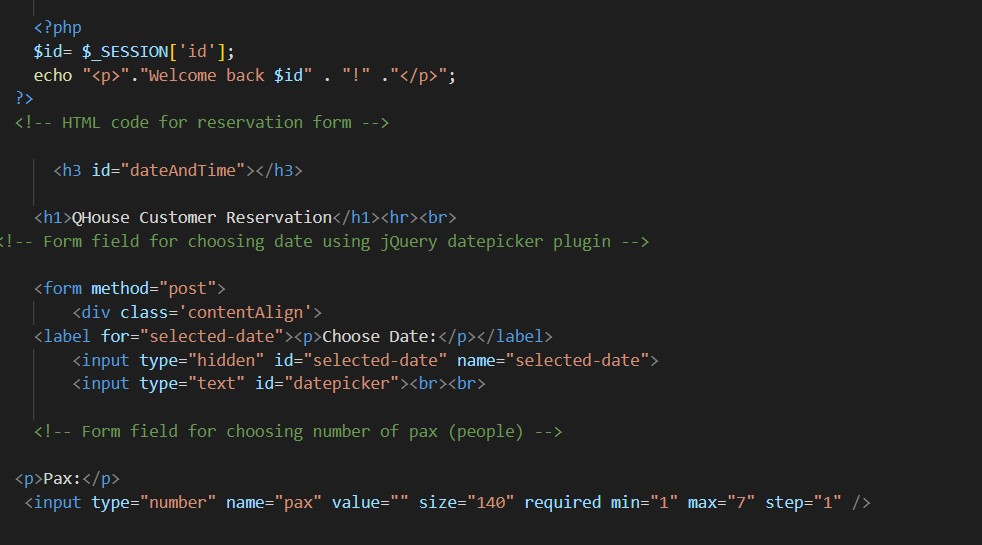 <?php
$id= $_SESSION['id'];
echo "<p>"."Welcome back $id" . "!" ."</p>";
?>
<!-- HTML code for reservation form -->
<h3 id="dateAndTime"></h3>
<h1>QHouse Customer Reservation</h1><hr><br>
<!-- Form field for choosing date using jQuery datepicker plugin -->
<form method="post">
<div class='contentAlign'>
<label for="selected-date"><p>Choose Date:</p></label>
<input type="hidden" id="selected-date" name="selected-date">
<input type="text" id="datepicker"><br><br>
<!-- Form field for choosing number of pax (people) -->
<p>Pax:</p>
<input type="number" name="pax" value="" size="140" required min="1" max="7" step="1" />